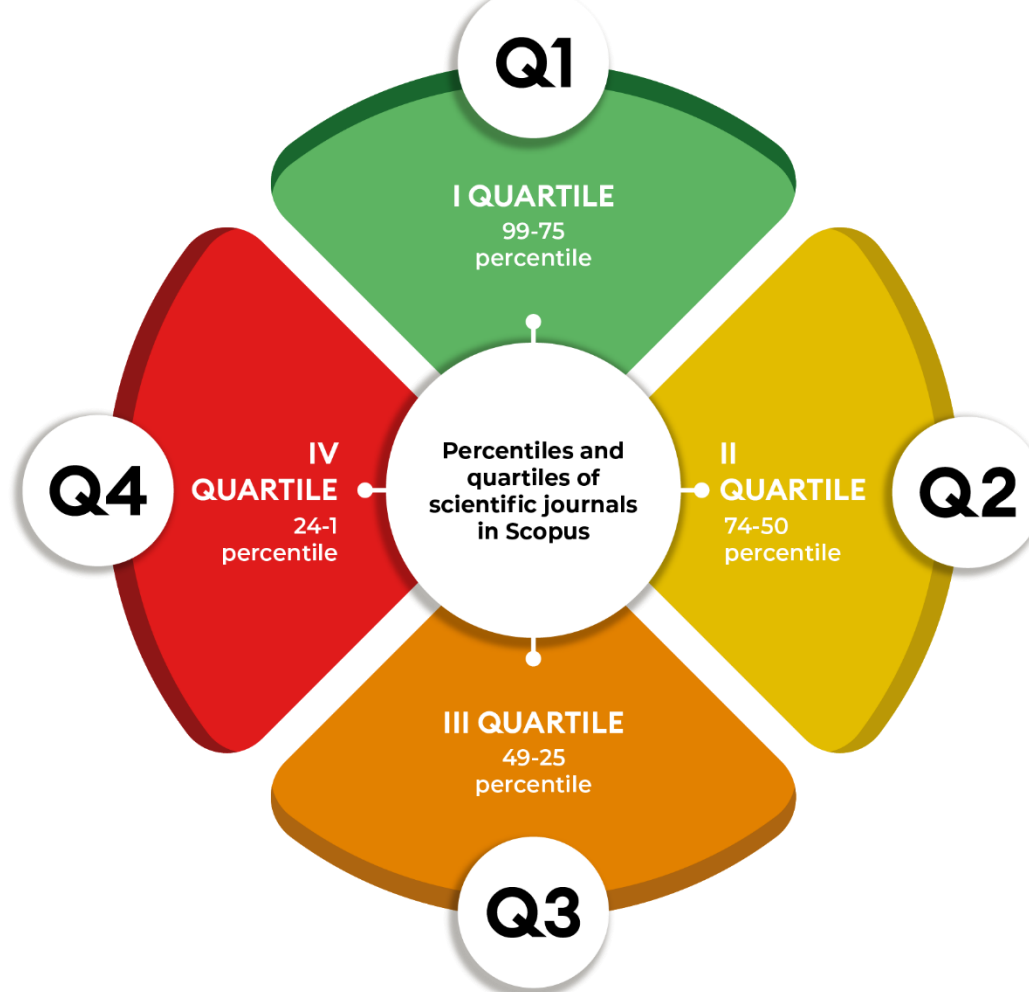 Q1
I QUARTILE
99-75
percentile
Q2
II
QUARTILE
74-50
percentile
Q3
III QUARTILE
49-25
percentile
Q4
IV
QUARTILE
24-1
percentile
Percentiles and
quartiles of
scientific journals
in Scopus